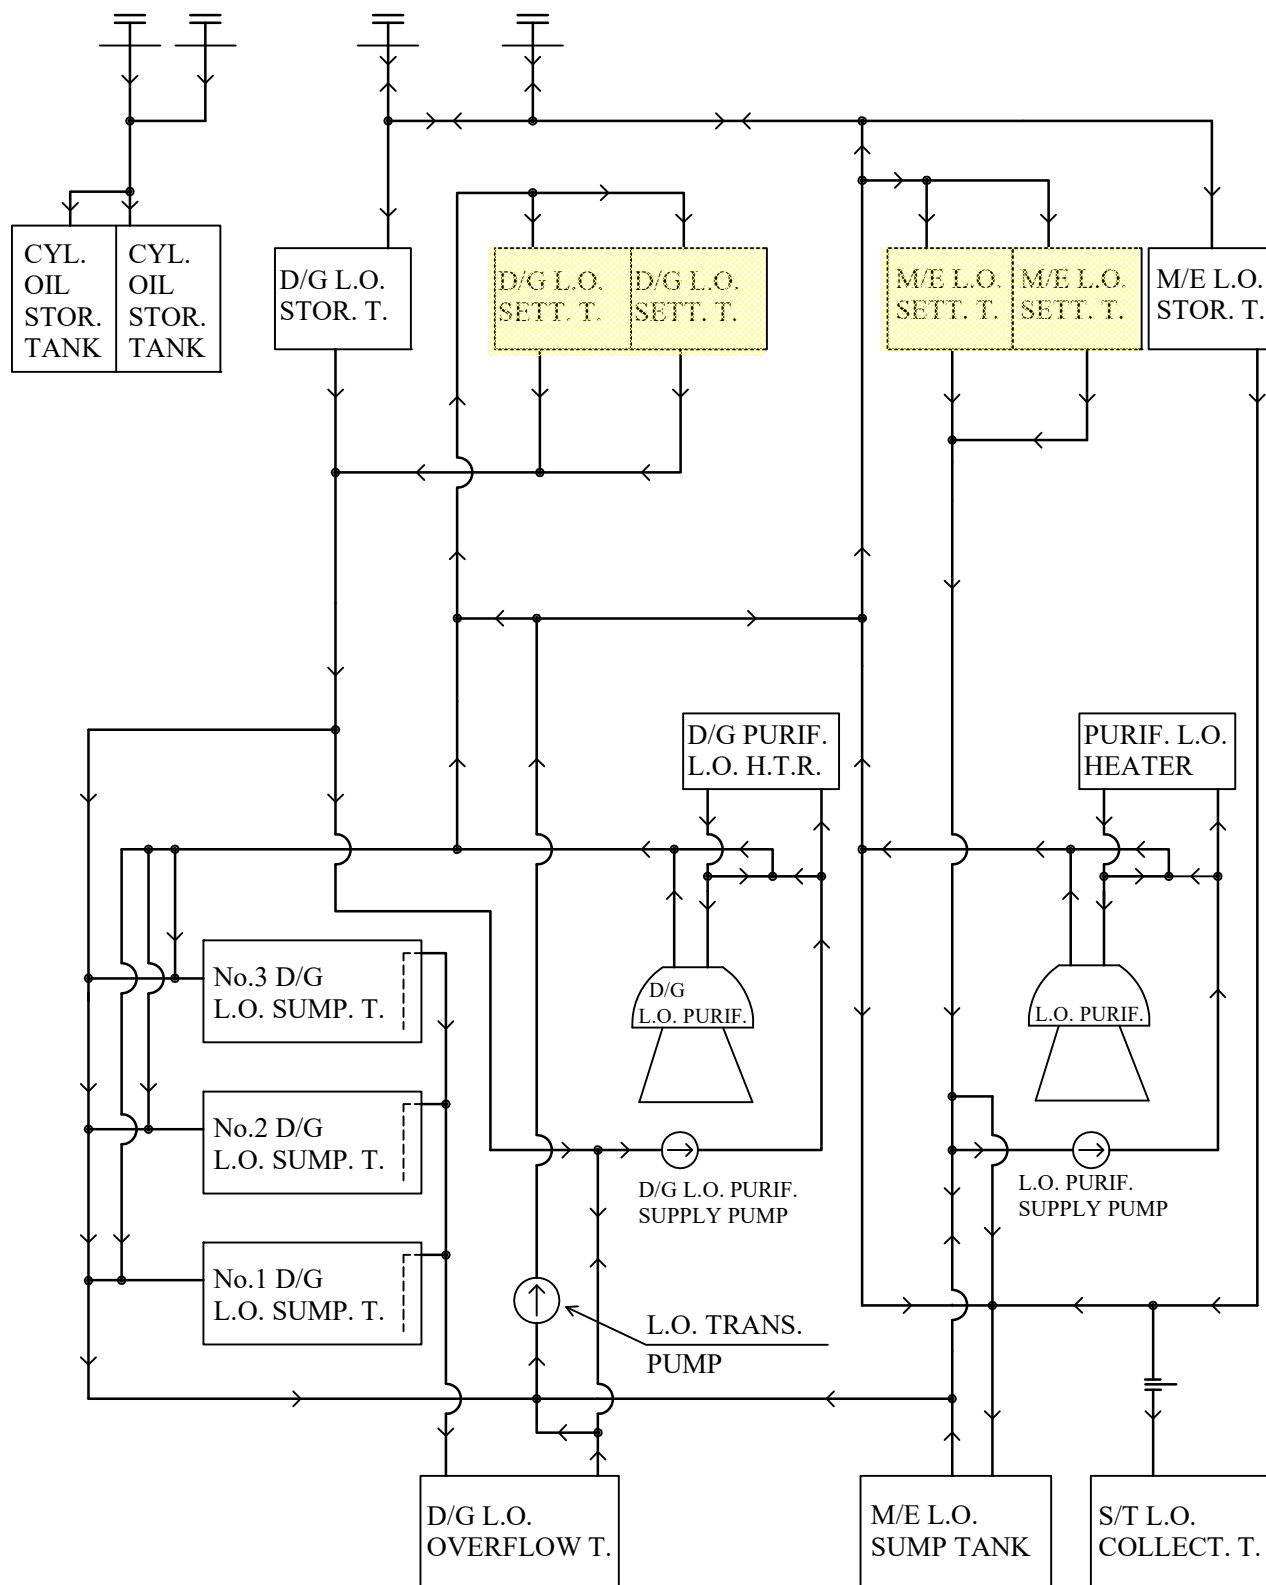 CYL.
OIL
STOR.
TANK
CYL.
OIL
STOR.
TANK
D/G L.O.
STOR. T.
D/G L.O.
SETT. T.
D/G L.O.
SETT. T.
M/E L.O.
SETT. T.
M/E L.O.
SETT. T.
M/E L.O.
STOR. T.
D/G PURIF.
L.O. H.T.R.
PURIF. L.O.
HEATER
No.3 D/G
L.O. SUMP. T.
D/G
L.O. PURIF.
L.O. PURIF.
No.2 D/G
L.O. SUMP. T.
D/G L.O. PURIF.
SUPPLY PUMP
L.O. PURIF.
SUPPLY PUMP
No.1 D/G
L.O. SUMP. T.
L.O. TRANS.
PUMP
D/G L.O.
OVERFLOW T.
M/E L.O.
SUMP TANK
S/T L.O.
COLLECT. T.